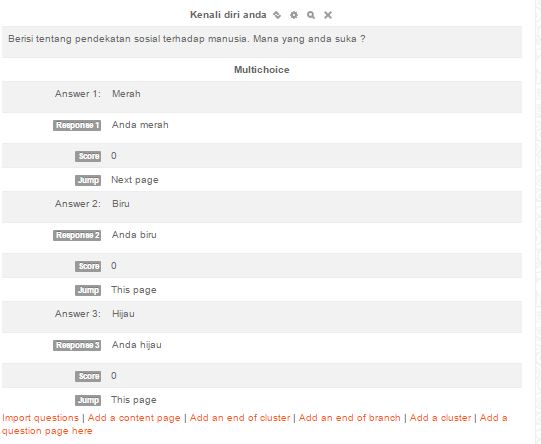 Kenali diri anda
Berisi tentang pendekatan sosial terhadap manusia. Mana yang anda suka ?
Multichoice
Answer 1: Merah
Response 1 Anda merah
Score 0
Jump Next page
Answer 2: Biru
Response 2 Anda biru
Score 0
Jump This page
Answer 3: Hijau
Response 3 Anda hijau
Score 0
Jump This page
Import questions | Add a content page | Add an end of cluster | Add an end of branch | Add a cluster | Add a
question page here